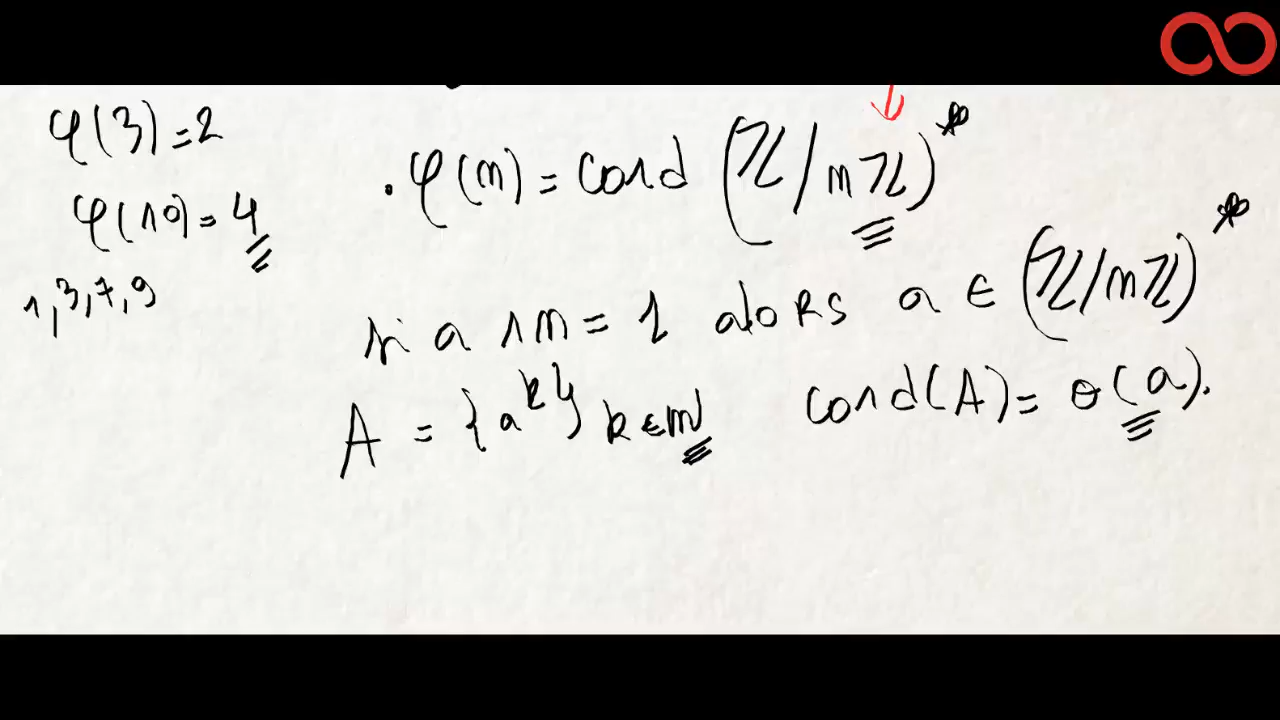 φ(3)=2
φ(10)=4
1,3,7,9
. φ(n) = card (ℤ/nℤ)*
si a ∧ n = 1 alors a ∈ (ℤ/nℤ)*
A = {a^k} k∈ℕ card(A) = θ(a).